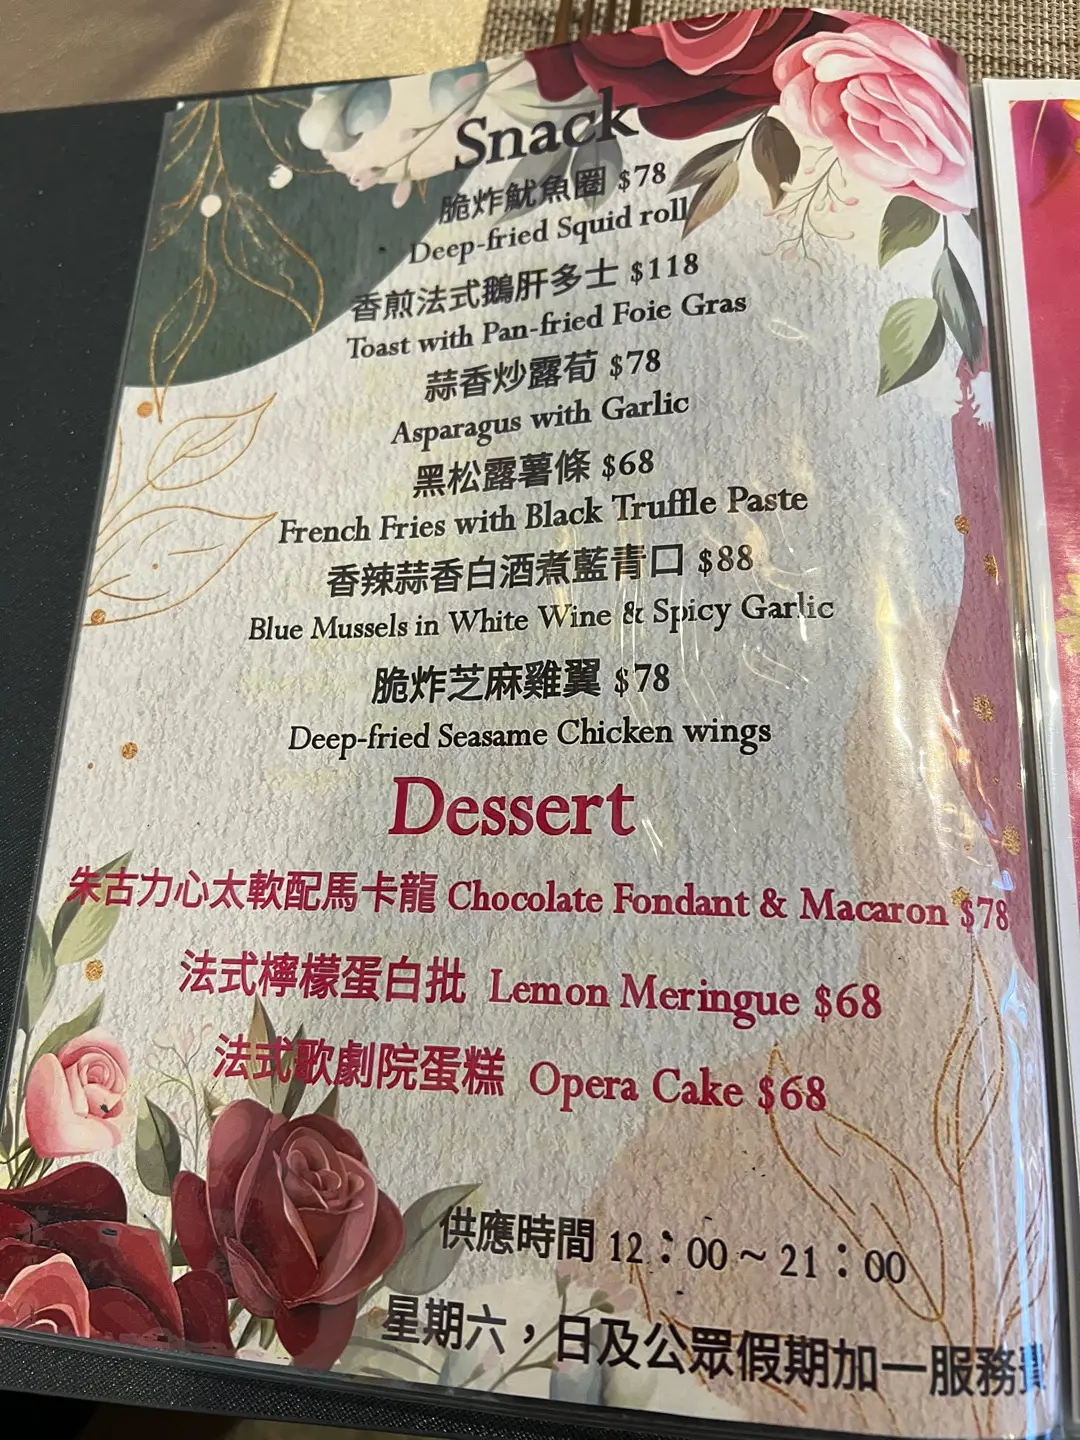 Snack
脆炸魷魚圈 $78
Deep-fried Squid roll
香煎法式鵝肝多士 $118
Toast with Pan-fried Foie Gras
蒜香炒露荀 $78
Asparagus with Garlic
黑松露薯條 $68
French Fries with Black Truffle Paste
香辣蒜香白酒煮藍青口 $88
Blue Mussels in White Wine & Spicy Garlic
脆炸芝麻雞翼 $78
Deep-fried Seasame Chicken wings
Dessert
朱古力心太軟配馬卡龍 Chocolate Fondant & Macaron $78
法式檸檬蛋白批 Lemon Meringue $68
法式歌劇院蛋糕 Opera Cake $68
供應時間 12：00～21：00
星期六，日及公眾假期加一服務費